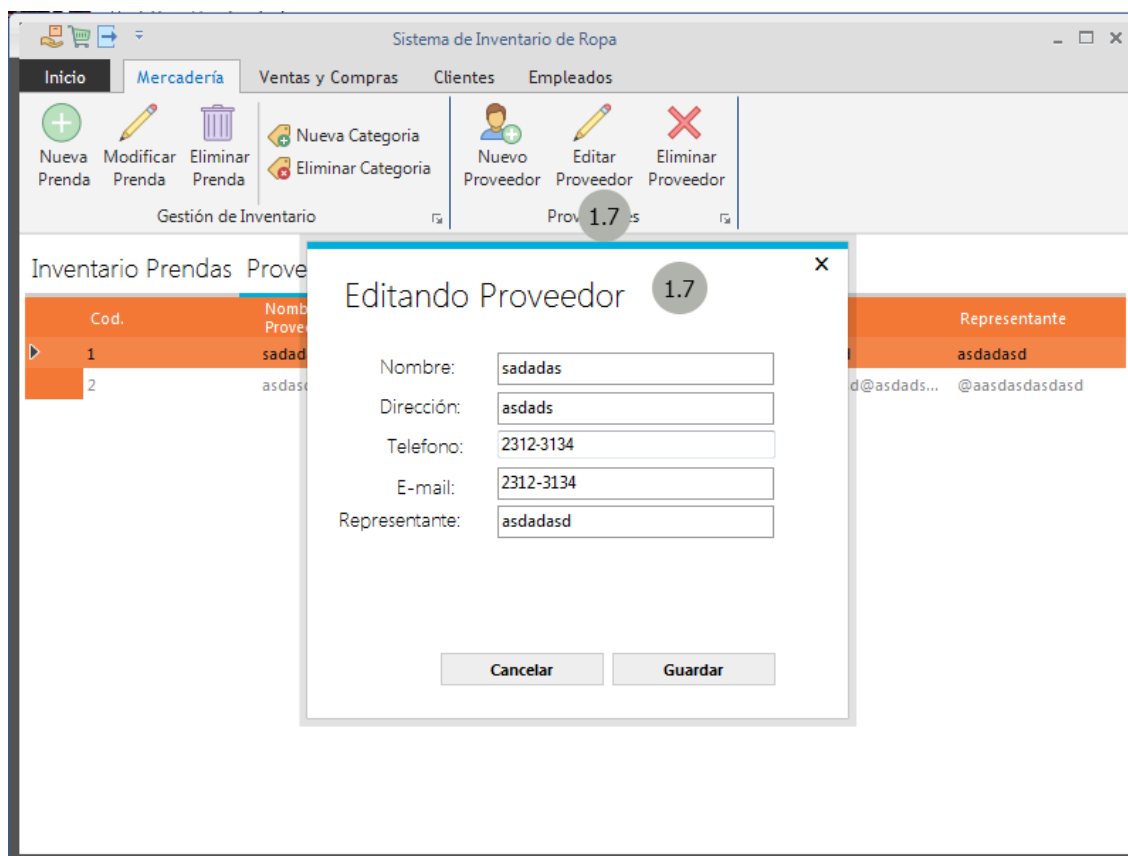 Sistema de Inventario de Ropa
Inicio Mercadería Ventas y Compras Clientes Empleados
Nueva Prenda
Modificar Prenda
Eliminar Prenda
Nueva Categoria
Eliminar Categoria
Nuevo Proveedor
Editar Proveedor
Eliminar Proveedor
Gestión de Inventario
1.7
Inventario Prendas
Cod. Representante
1 asdadasd
2 @aasdasdasdasd
Editando Proveedor 1.7
Nombre: sadadas
Dirección: asdads
Telefono: 2312-3134
E-mail: 2312-3134
Representante: asdadasd
Cancelar Guardar